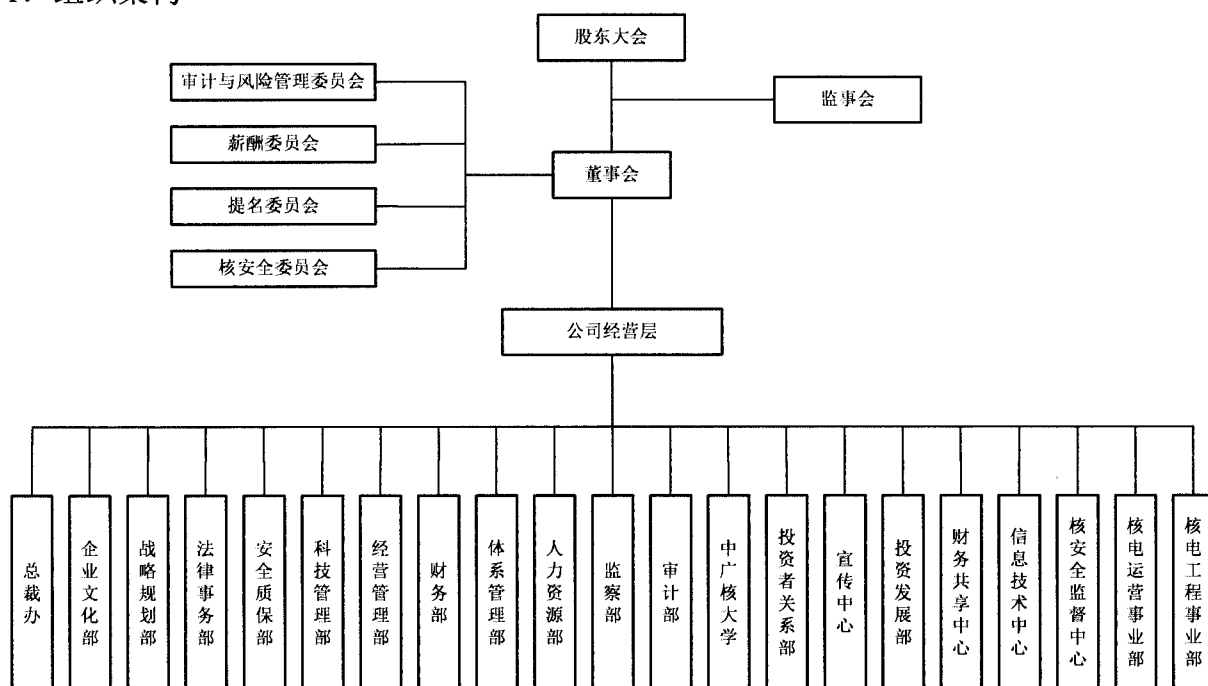 股东大会
审计与风险管理委员会
监事会
薪酬委员会
董事会
提名委员会
核安全委员会
公司经营层
总裁办
企业文化部
战略规划部
法律事务部
安全质保部
科技管理部
经营管理部
财务部
体系管理部
人力资源部
监察部
审计部
中广核大学
投资者关系部
宣传中心
投资发展部
财务共享中心
信息技术中心
核安全监督中心
核电运营事业部
核电工程事业部